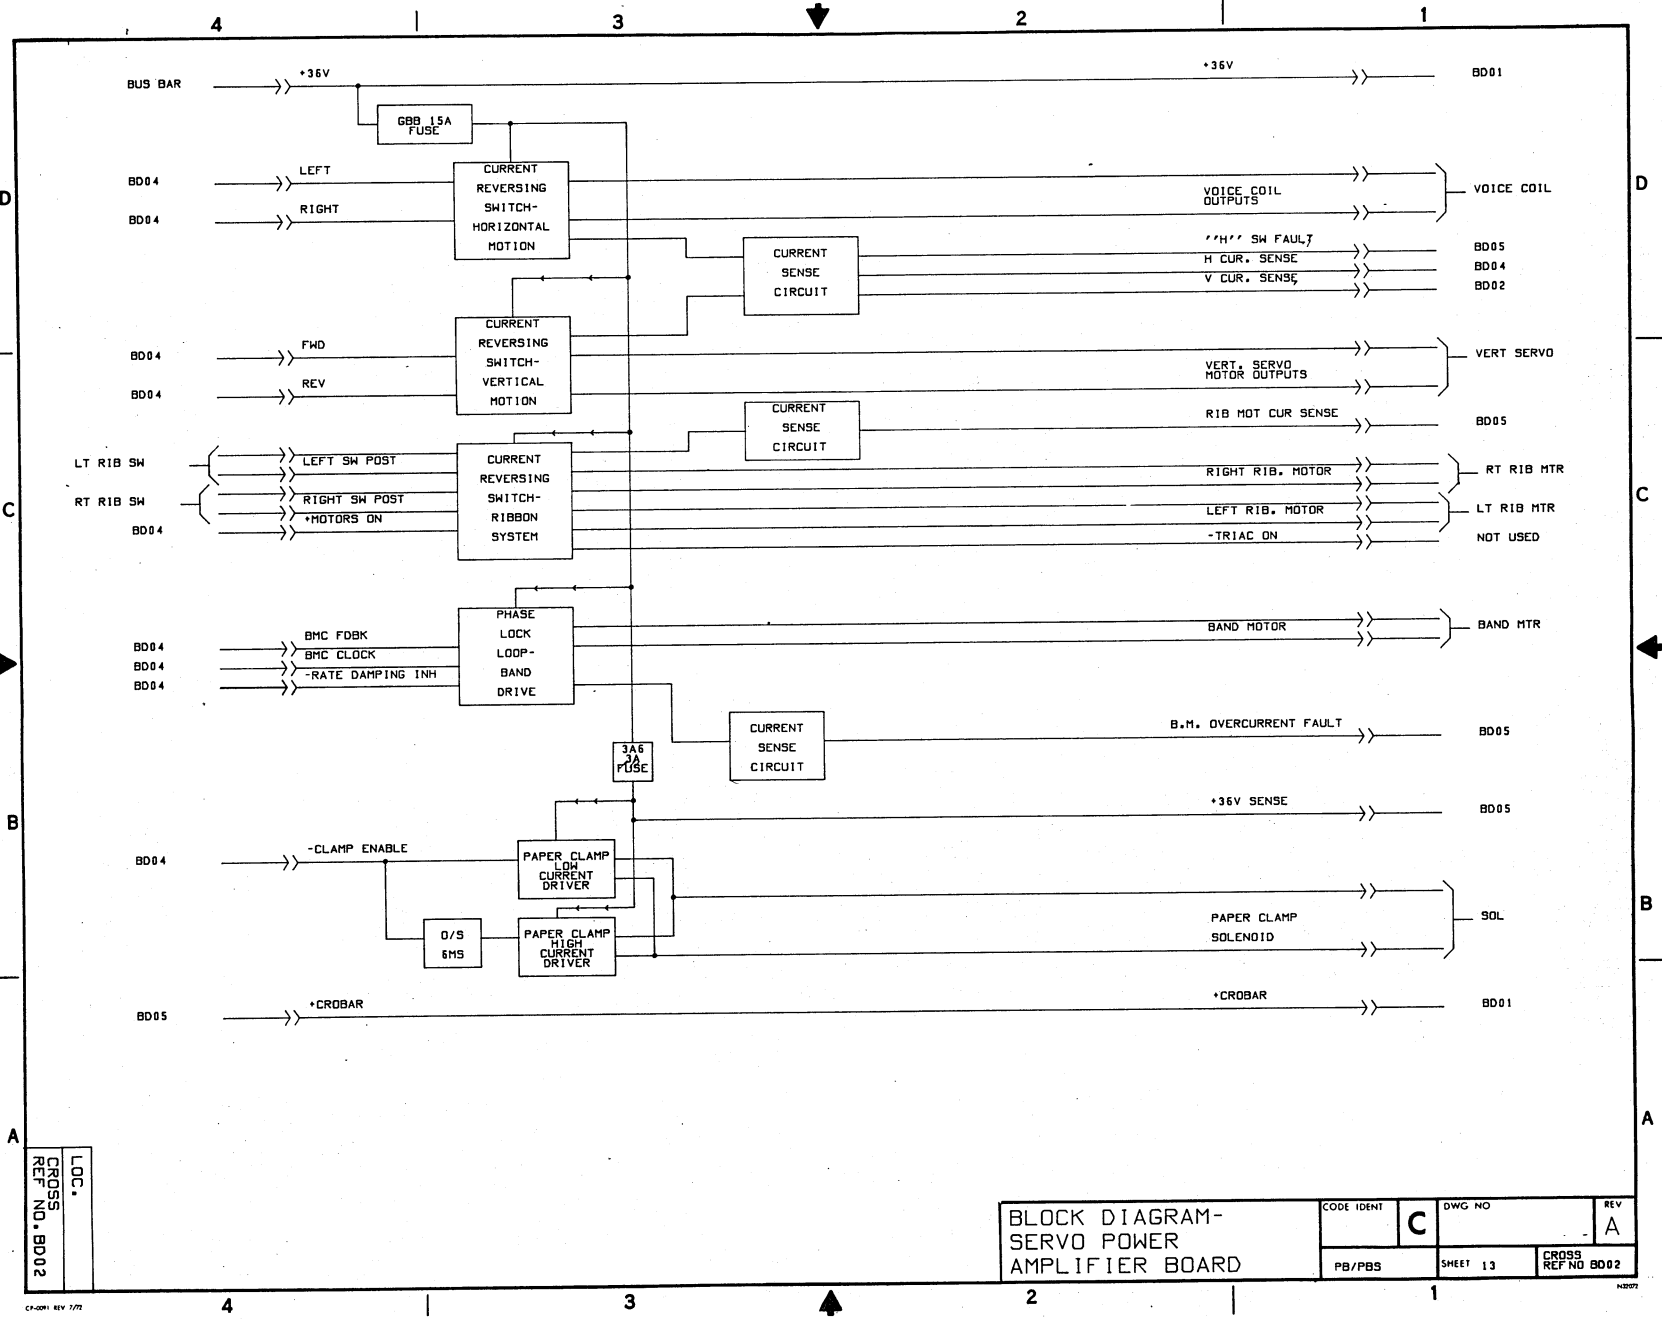 4 3 2 1
BUS BAR +36V +36V BD01
GBB 15A
FUSE
BD04 LEFT
BD04 RIGHT
CURRENT
REVERSING
SWITCH-
HORIZONTAL
MOTION
VOICE COIL
OUTPUTS
VOICE COIL
D D
CURRENT
SENSE
CIRCUIT
''H'' SW FAULT BD05
H CUR. SENSE BD04
V CUR. SENSE BD02
BD04 FWD
BD04 REV
CURRENT
REVERSING
SWITCH-
VERTICAL
MOTION
VERT. SERVO
MOTOR OUTPUTS
VERT SERVO
CURRENT
SENSE
CIRCUIT
RIB MOT CUR SENSE BD05
LT RIB SW LEFT SW POST
RT RIB SW RIGHT SW POST
BD04 +MOTORS ON
CURRENT
REVERSING
SWITCH-
RIBBON
SYSTEM
RIGHT RIB. MOTOR RT RIB MTR
LEFT RIB. MOTOR LT RIB MTR
-TRIAC ON NOT USED
C C
BD04 BMC FDBK
BD04 BMC CLOCK
BD04 -RATE DAMPING INH
PHASE
LOCK
LOOP-
BAND
DRIVE
BAND MOTOR BAND MTR
CURRENT
SENSE
CIRCUIT
B.M. OVERCURRENT FAULT BD05
3A6
3A
FUSE
+36V SENSE BD05
B B
BD04 -CLAMP ENABLE
PAPER CLAMP
LOW
CURRENT
DRIVER
O/S
6MS
PAPER CLAMP
HIGH
CURRENT
DRIVER
PAPER CLAMP
SOLENOID
SOL
BD05 +CROBAR +CROBAR BD01
A A
LOC.
CROSS
REF NO. BD02
BLOCK DIAGRAM-
SERVO POWER
AMPLIFIER BOARD
CODE IDENT
C
DWG NO
REV
A
PB/PBS
SHEET 13
CROSS
REF NO BD02
CP-0091 REV 7/72
N32072
4 3 2 1